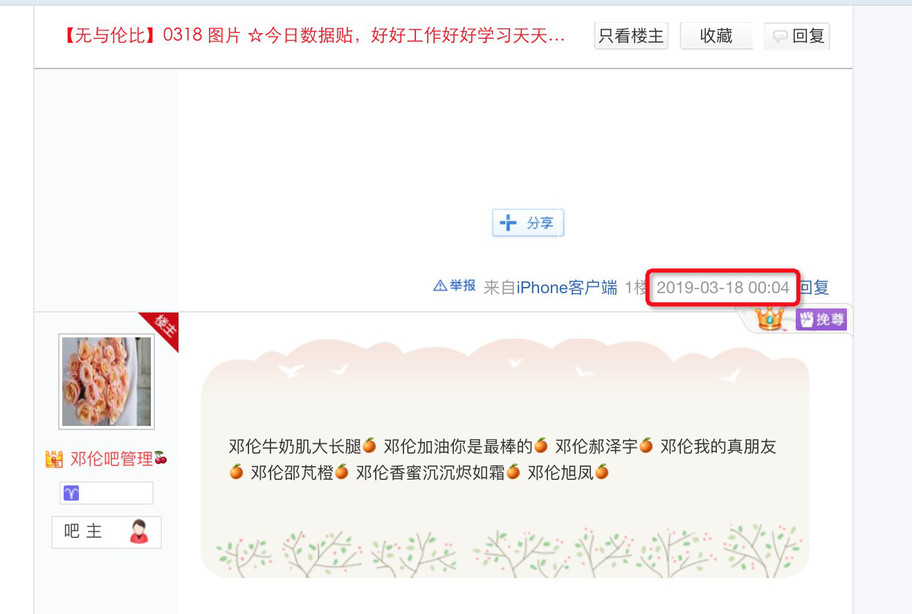 【无与伦比】0318 图片 ☆今日数据贴，好好工作好好学习天天…
只看楼主
收藏
回复
分享
举报 来自iPhone客户端 1楼 2019-03-18 00:04 回复
挽尊
楼主
邓伦牛奶肌大长腿🍊 邓伦加油你是最棒的🍊 邓伦郝泽宇🍊 邓伦我的真朋友
🍊 邓伦邵芃橙🍊 邓伦香蜜沉沉烬如霜🍊 邓伦旭凤🍊
邓伦吧管理🍒
吧 主